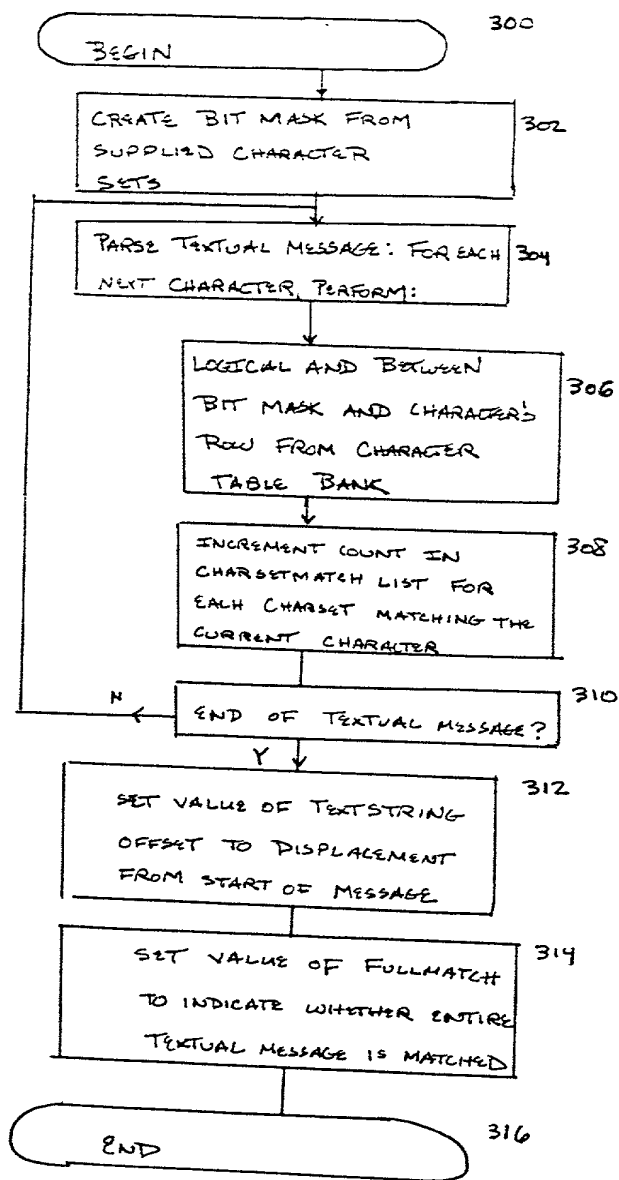 300
BEGIN
CREATE BIT MASK FROM
SUPPLIED CHARACTER
SETS
302
PARSE TEXTUAL MESSAGE: FOR EACH
NEXT CHARACTER, PERFORM:
304
LOGICAL AND BETWEEN
BIT MASK AND CHARACTER'S
ROW FROM CHARACTER
TABLE BANK
306
INCREMENT COUNT IN
CHARSETMATCH LIST FOR
EACH CHARSET MATCHING THE
CURRENT CHARACTER
308
N
END OF TEXTUAL MESSAGE?
310
Y
SET VALUE OF TEXTSTRING
OFFSET TO DISPLACEMENT
FROM START OF MESSAGE
312
SET VALUE OF FULLMATCH
TO INDICATE WHETHER ENTIRE
TEXTUAL MESSAGE IS MATCHED
314
END
316